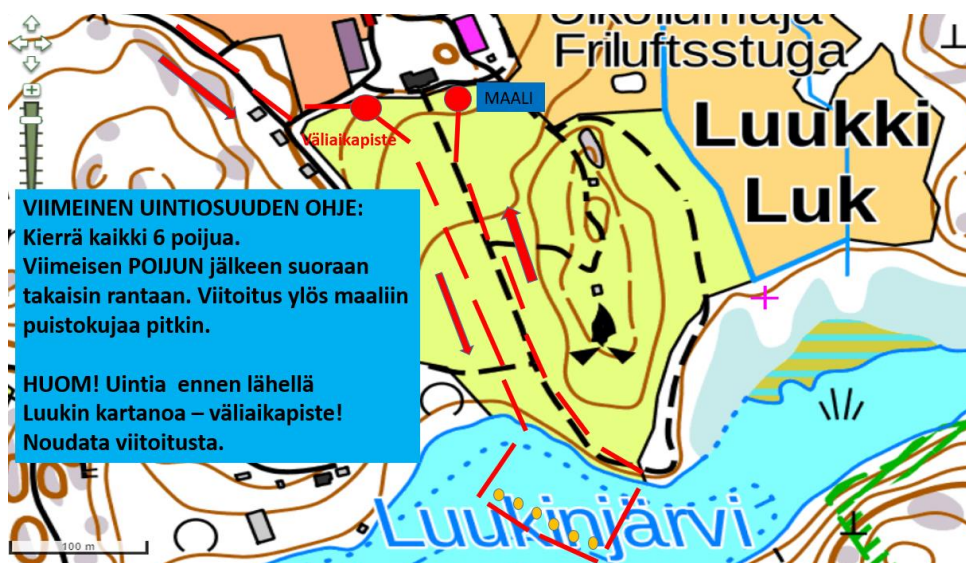 Ulkoilumaja
Friluftsstuga
MAALI
Väliaikapiste
Luukki
Luk
VIIMEINEN UINTIOSUUDEN OHJE:
Kierrä kaikki 6 poijua.
Viimeisen POIJUN jälkeen suoraan
takaisin rantaan. Viitoitus ylös maaliin
puistokujaa pitkin.
HUOM! Uintia ennen lähellä
Luukin kartanoa – väliaikapiste!
Noudata viitoitusta.
Luukinjärvi
100 m